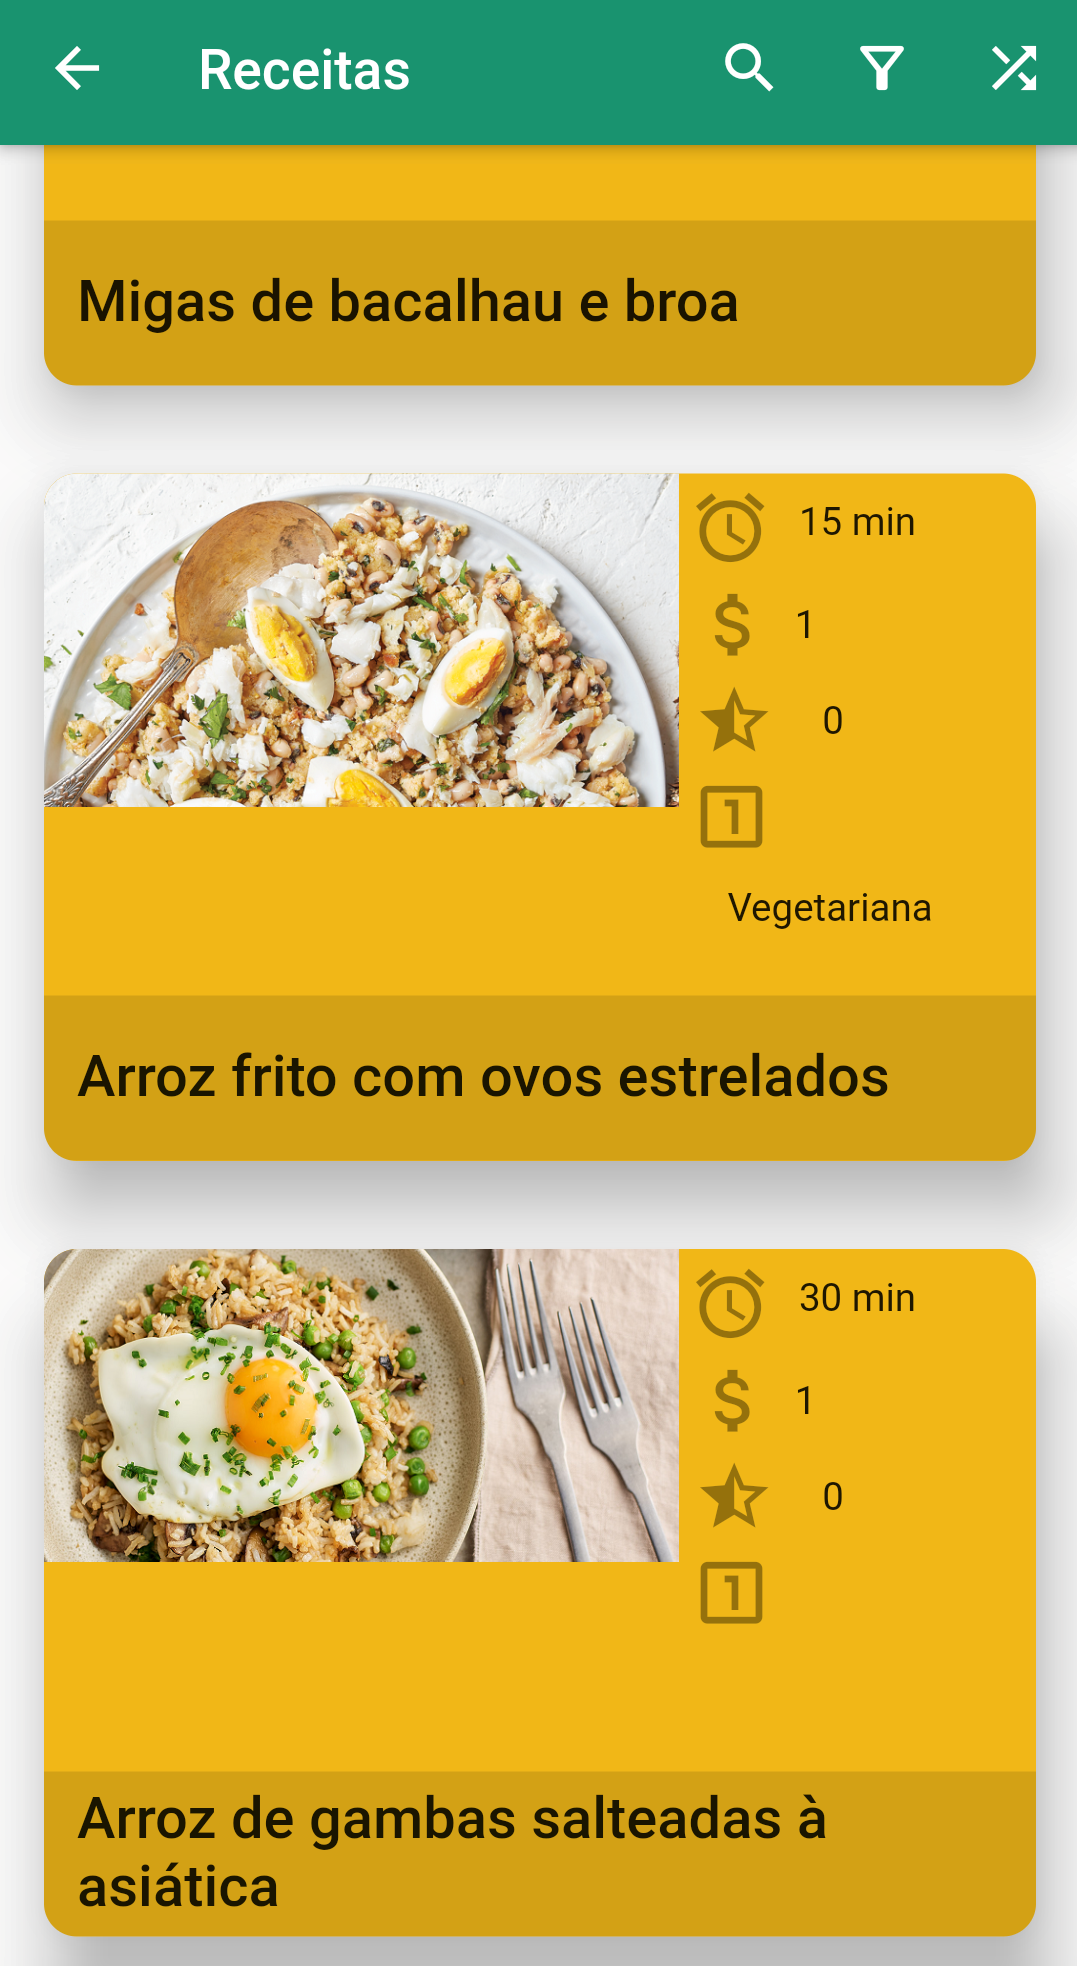 Receitas
Migas de bacalhau e broa
15 min
1
0
1
Vegetariana
Arroz frito com ovos estrelados
30 min
1
0
1
Arroz de gambas salteadas à
asiática